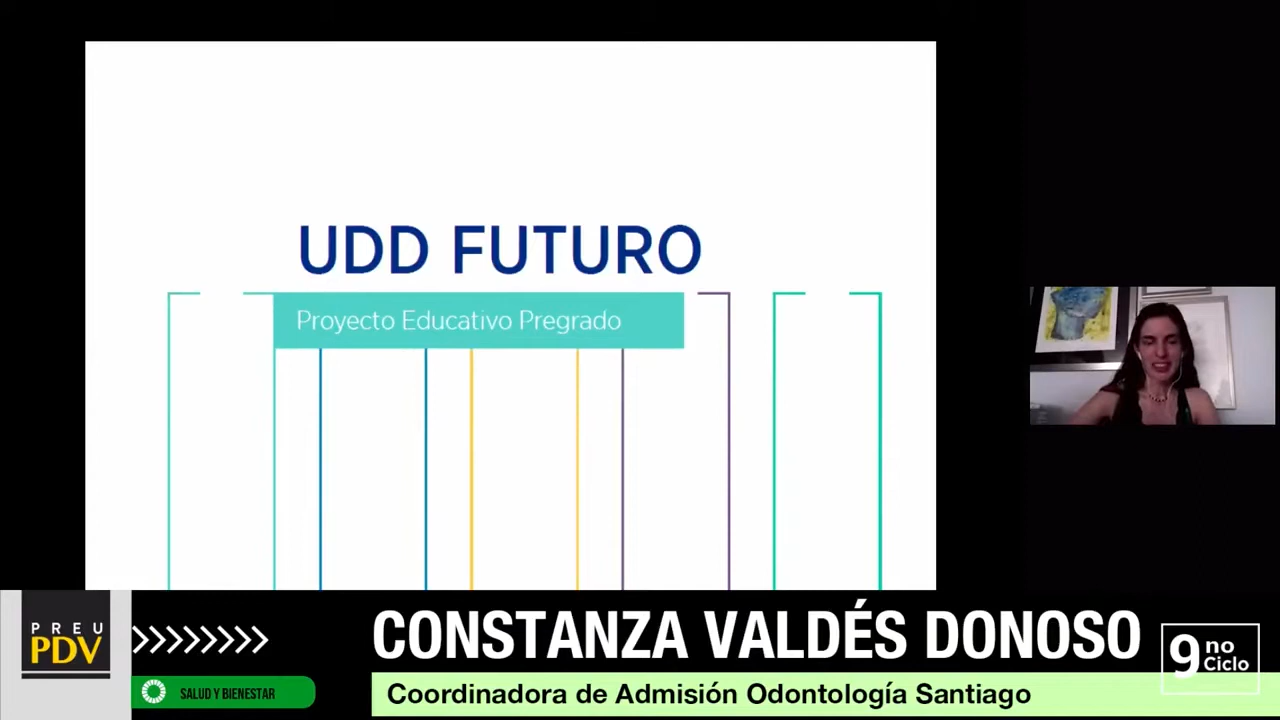 UDD FUTURO
Proyecto Educativo Pregrado
PREU
PDV
SALUD Y BIENESTAR
CONSTANZA VALDÉS DONOSO
Coordinadora de Admisión Odontología Santiago
9no
Ciclo